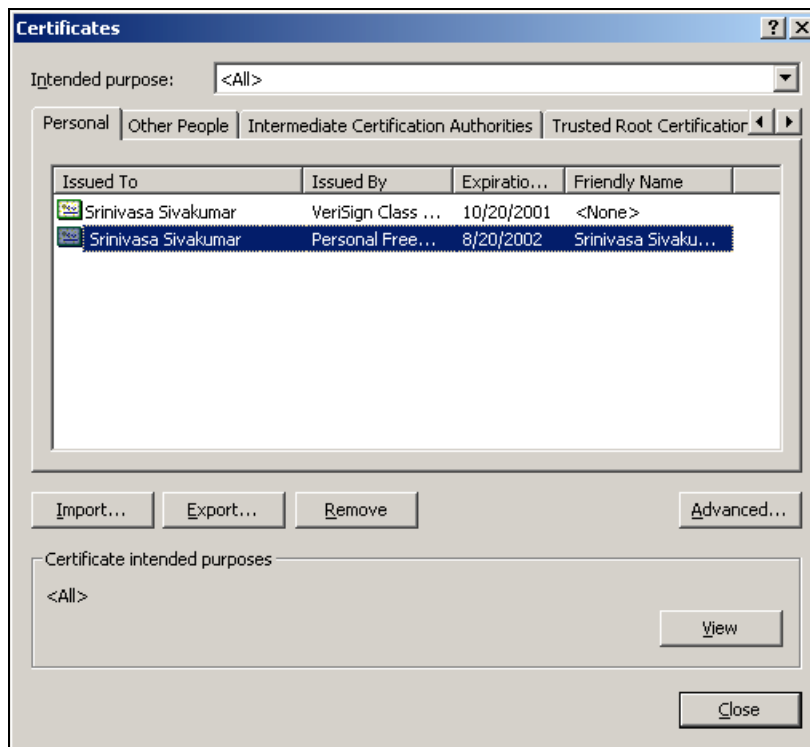 Certificates
Intended purpose: <All>
Personal Other People Intermediate Certification Authorities Trusted Root Certification
Issued To Issued By Expiratio... Friendly Name
Srinivasa Sivakumar VeriSign Class ... 10/20/2001 <None>
Srinivasa Sivakumar Personal Free... 8/20/2002 Srinivasa Sivaku...
Import... Export... Remove Advanced...
Certificate intended purposes
<All>
View
Close